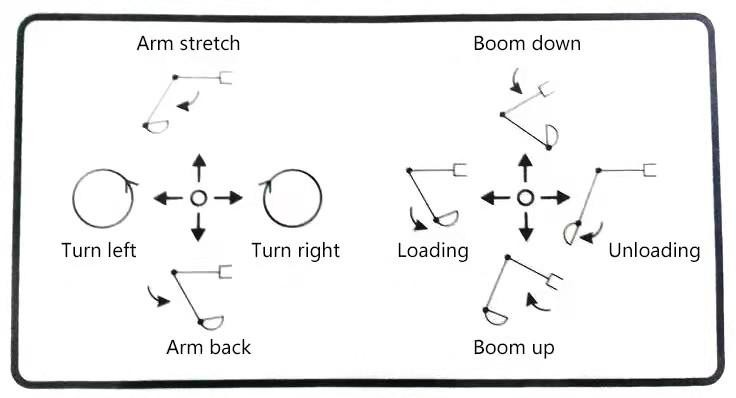 Arm stretch
Boom down
Turn left
Turn right
Loading
Unloading
Arm back
Boom up